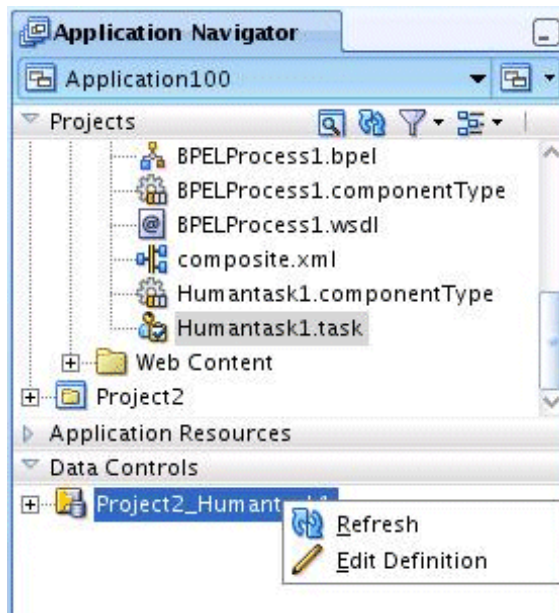 Application Navigator
Application100
Projects
BPELProcess1.bpel
BPELProcess1.componentType
BPELProcess1.wsdl
composite.xml
Humantask1.componentType
Humantask1.task
Web Content
Project2
Application Resources
Data Controls
Refresh
Edit Definition